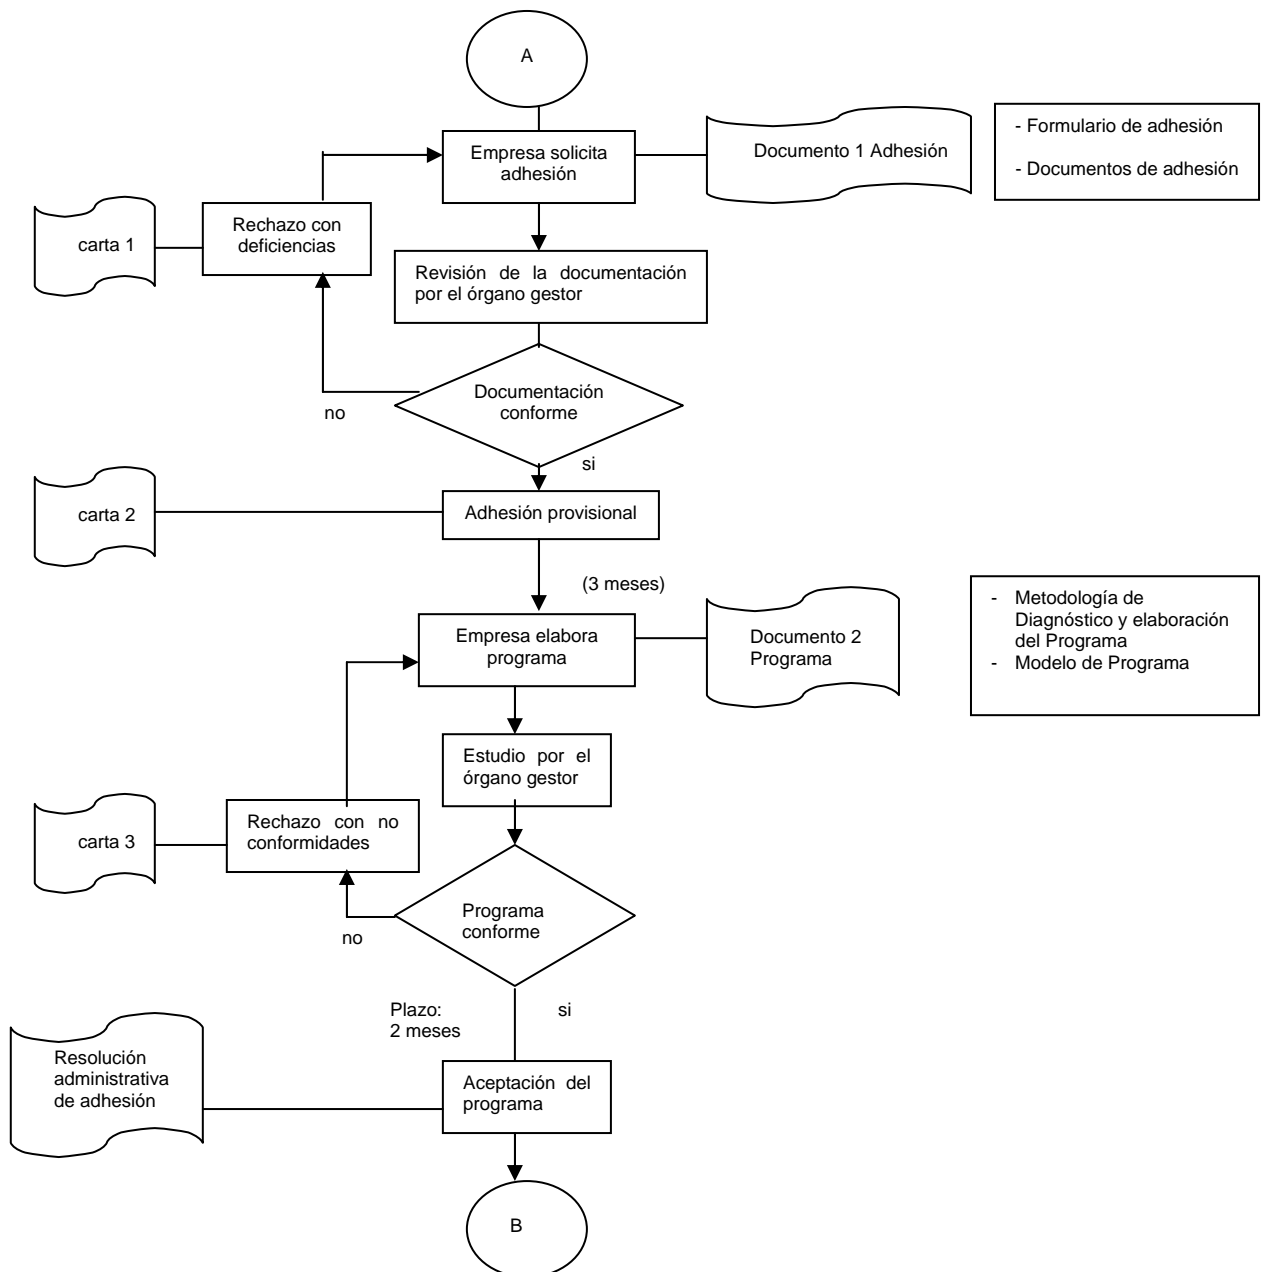 A
Empresa solicita
adhesión
Documento 1 Adhesión
- Formulario de adhesión
- Documentos de adhesión
carta 1
Rechazo con
deficiencias
Revisión de la documentación
por el órgano gestor
Documentación
conforme
no
si
carta 2
Adhesión provisional
(3 meses)
Empresa elabora
programa
Documento 2
Programa
- Metodología de
Diagnóstico y elaboración
del Programa
- Modelo de Programa
Estudio por el
órgano gestor
carta 3
Rechazo con no
conformidades
Programa
conforme
no
Plazo:
2 meses
si
Resolución
administrativa
de adhesión
Aceptación del
programa
B